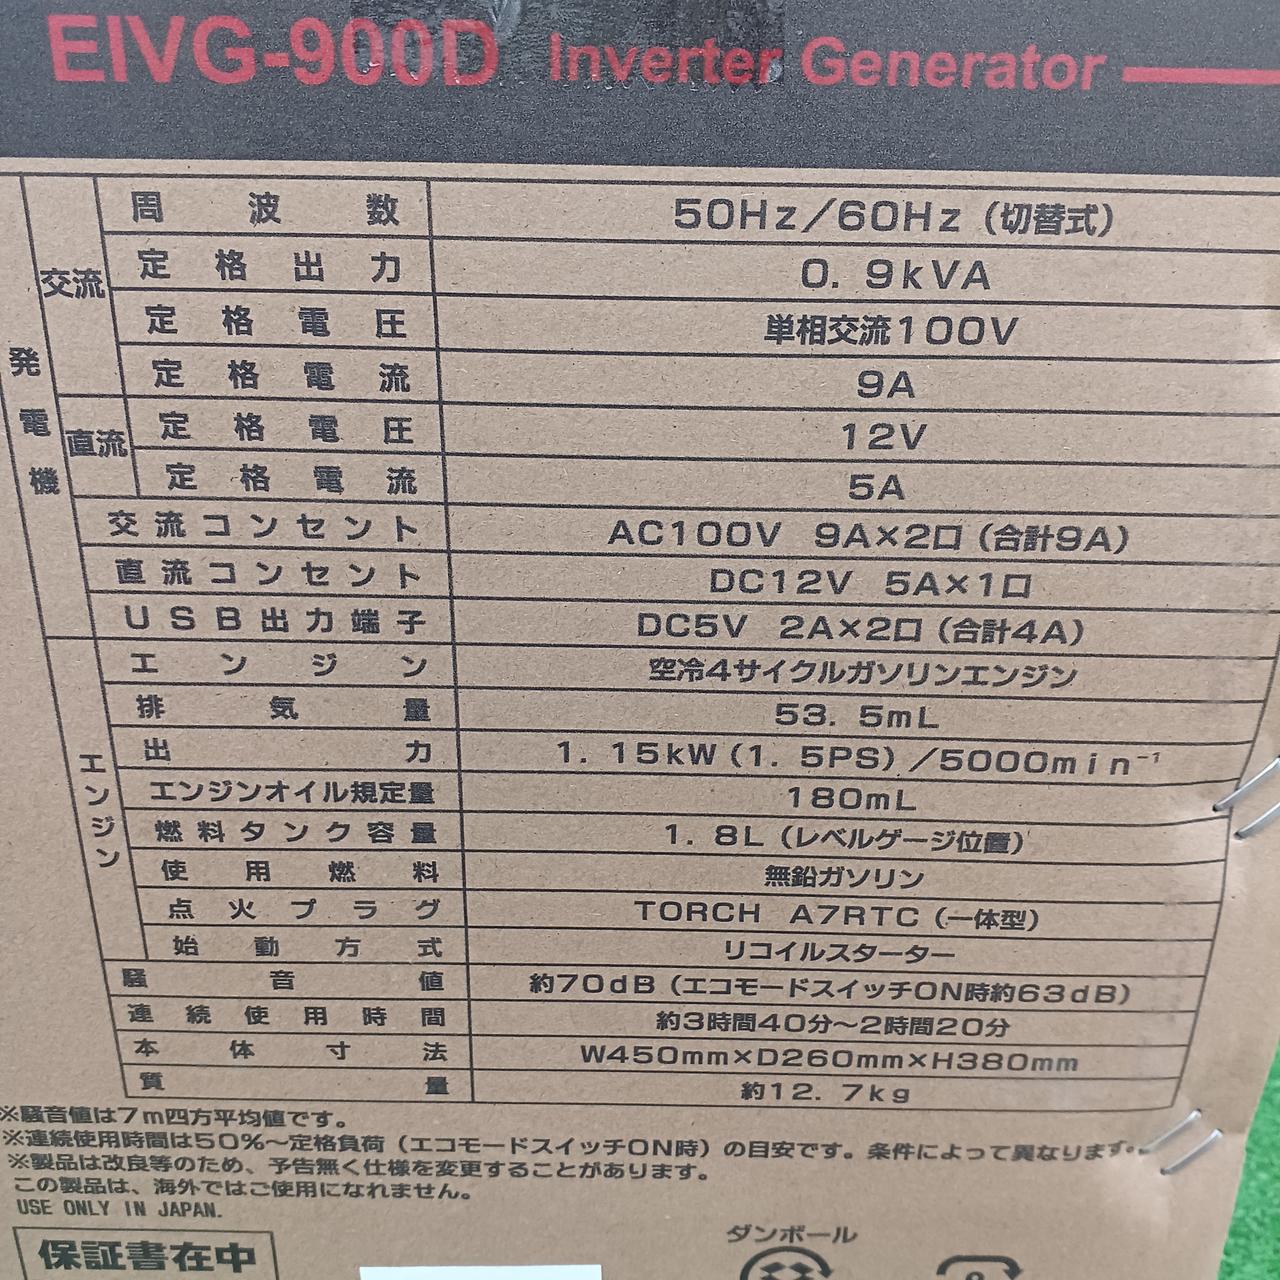 EIVG-900D Inverter Generator
発電機
交流
周波数 50Hz/60Hz (切替式)
定格出力 0.9kVA
定格電圧 単相交流100V
定格電流 9A
直流
定格電圧 12V
定格電流 5A
交流コンセント AC100V 9A×2口 (合計9A)
直流コンセント DC12V 5A×1口
USB出力端子 DC5V 2A×2口 (合計4A)
エンジン
エンジン 空冷4サイクルガソリンエンジン
排気量 53.5mL
出力 1.15kW (1.5PS) /5000min⁻¹
エンジンオイル規定量 180mL
燃料タンク容量 1.8L (レベルゲージ位置)
使用燃料 無鉛ガソリン
点火プラグ TORCH A7RTC (一体型)
始動方式 リコイルスターター
騒音値 約70dB (エコモードスイッチON時約63dB)
連続使用時間 約3時間40分～2時間20分
本体寸法 W450mm×D260mm×H380mm
質量 約12.7kg
※騒音値は7m四方平均値です。
※連続使用時間は50%～定格負荷 (エコモードスイッチON時) の目安です。条件によって異なります。
※製品は改良等のため、予告無く仕様を変更することがあります。
この製品は、海外ではご使用になれません。
USE ONLY IN JAPAN.
保証書在中
ダンボール